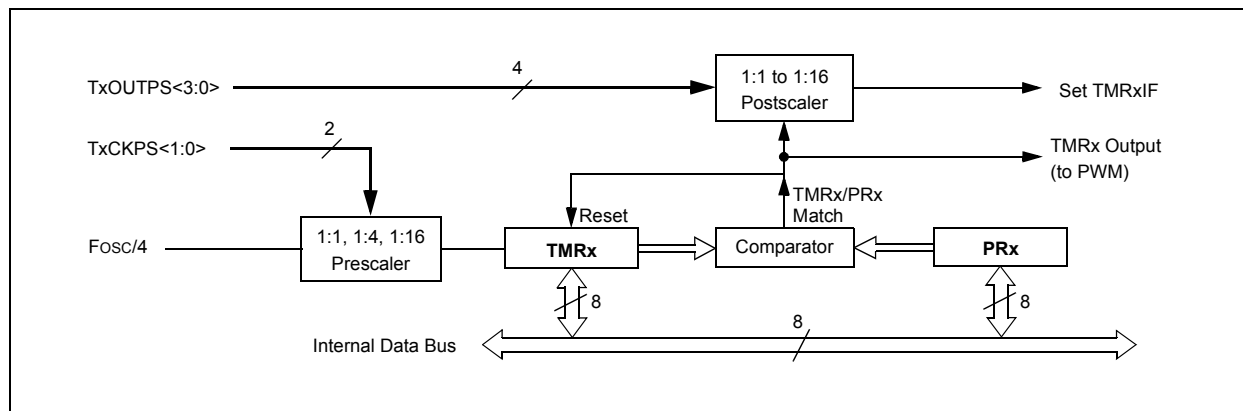 TxOUTPS<3:0>
4
1:1 to 1:16
Postscaler
Set TMRxIF
TxCKPS<1:0>
2
TMRx Output
(to PWM)
TMRx/PRx
Match
Reset
FOSC/4
1:1, 1:4, 1:16
Prescaler
TMRx
Comparator
PRx
8
8
8
Internal Data Bus